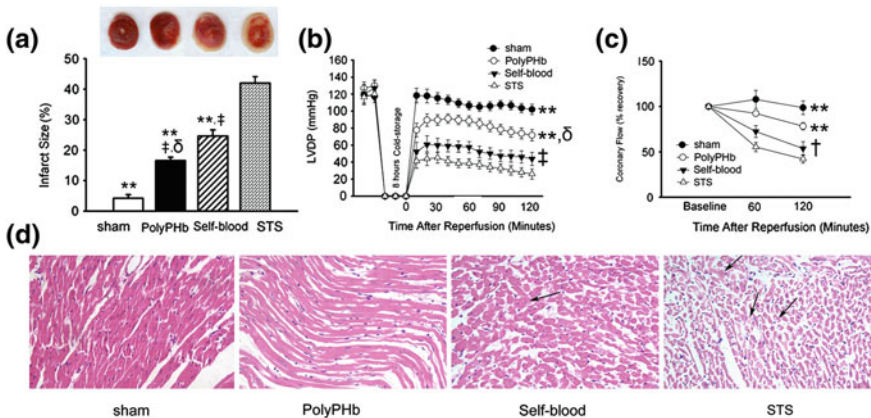 (a)
Infarct Size (%)
50
40
30
20
10
0
**
**
‡,δ
**,‡
sham
PolyPHb
Self-blood
STS
(b)
LVDP (mmHg)
160
140
120
100
80
60
40
20
0
8 hours Cold-storage
sham
PolyPHb
Self-blood
STS
**
**,δ
‡
0 20 45 70 90 120
Time After Reperfusion (Minutes)
(c)
Coronary Flow (% recovery)
150
100
50
0
sham
PolyPHb
Self-blood
STS
**
**
†
Baseline 60 120
Time After Reperfusion (Minutes)
(d)
sham
PolyPHb
Self-blood
STS